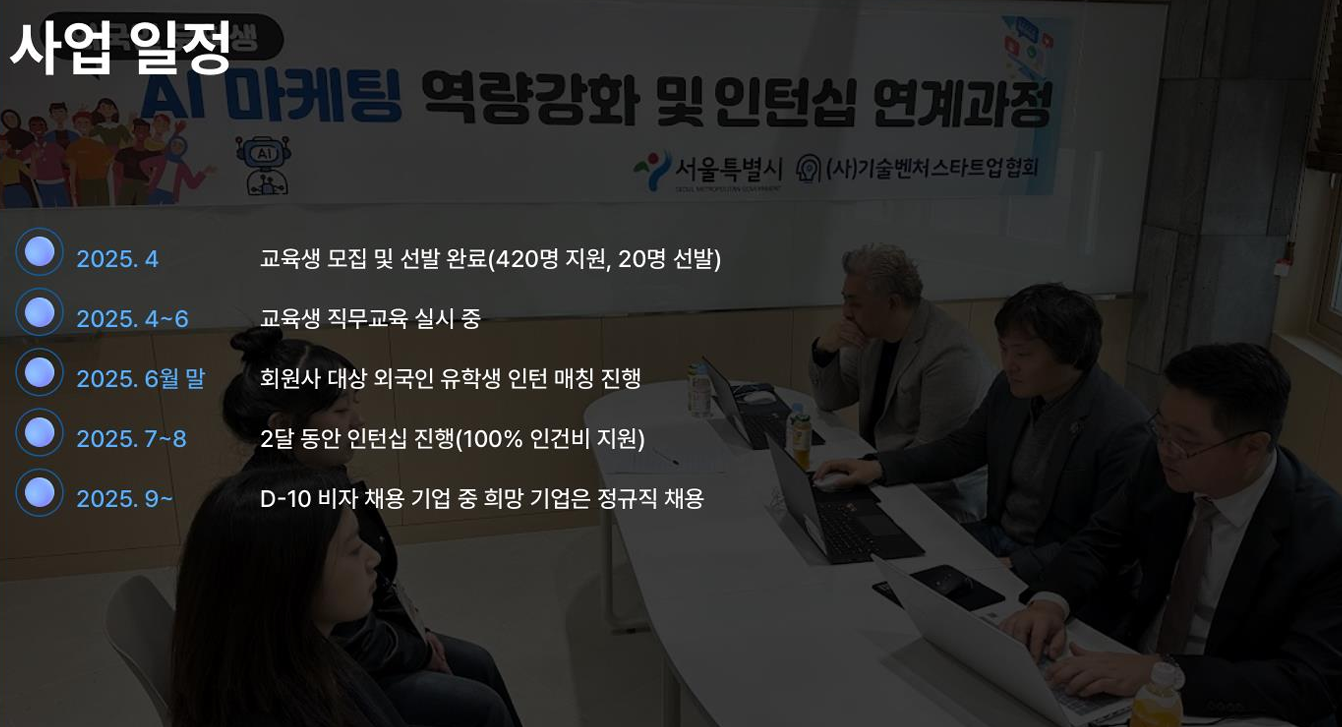 사업 일정
AI 마케팅 역량강화 및 인턴십 연계과정
Ai
서울특별시 (사)기술벤처스타트업협회
SEOUL METROPOLITAN GOVERNMENT
2025. 4 교육생 모집 및 선발 완료(420명 지원, 20명 선발)
2025. 4~6 교육생 직무교육 실시 중
2025. 6월 말 회원사 대상 외국인 유학생 인턴 매칭 진행
2025. 7~8 2달 동안 인턴십 진행(100% 인건비 지원)
2025. 9~ D-10 비자 채용 기업 중 희망 기업은 정규직 채용